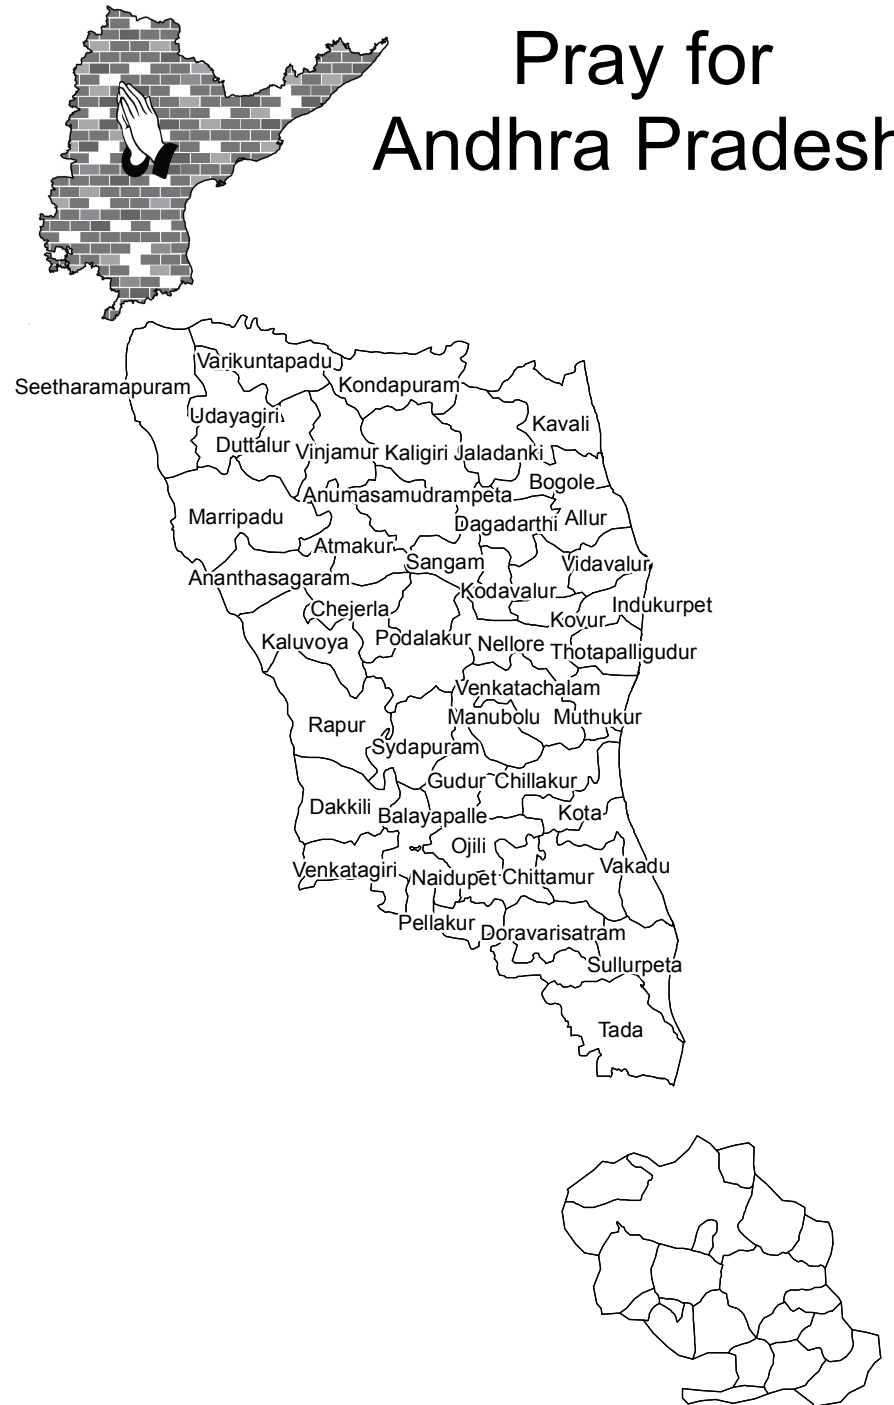 Pray for
Andhra Pradesh
Varikuntapadu
Seetharamapuram
Kondapuram
Udayagiri
Kavali
Duttalur
Vinjamur Kaligiri Jaladanki
Bogole
Anumasamudrampeta
Marripadu
Dagadarthi
Allur
Atmakur
Sangam
Vidavalur
Ananthasagaram
Kodavalur
Chejerla
Indukurpet
Kovur
Kaluvoya
Podalakur
Nellore
Thotapalligudur
Venkatachalam
Rapur
Manubolu
Muthukur
Sydapuram
Gudur
Chillakur
Dakkili
Balayapalle
Kota
Ojili
Venkatagiri
Vakadu
Naidupet
Chittamur
Pellakur
Doravarisatram
Sullurpeta
Tada